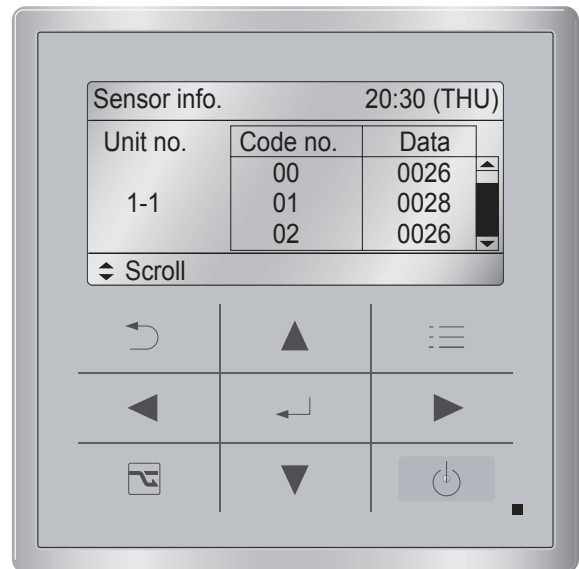 Sensor info. 20:30 (THU)
Unit no. Code no. Data
00 0026
1-1 01 0028
02 0026
Scroll